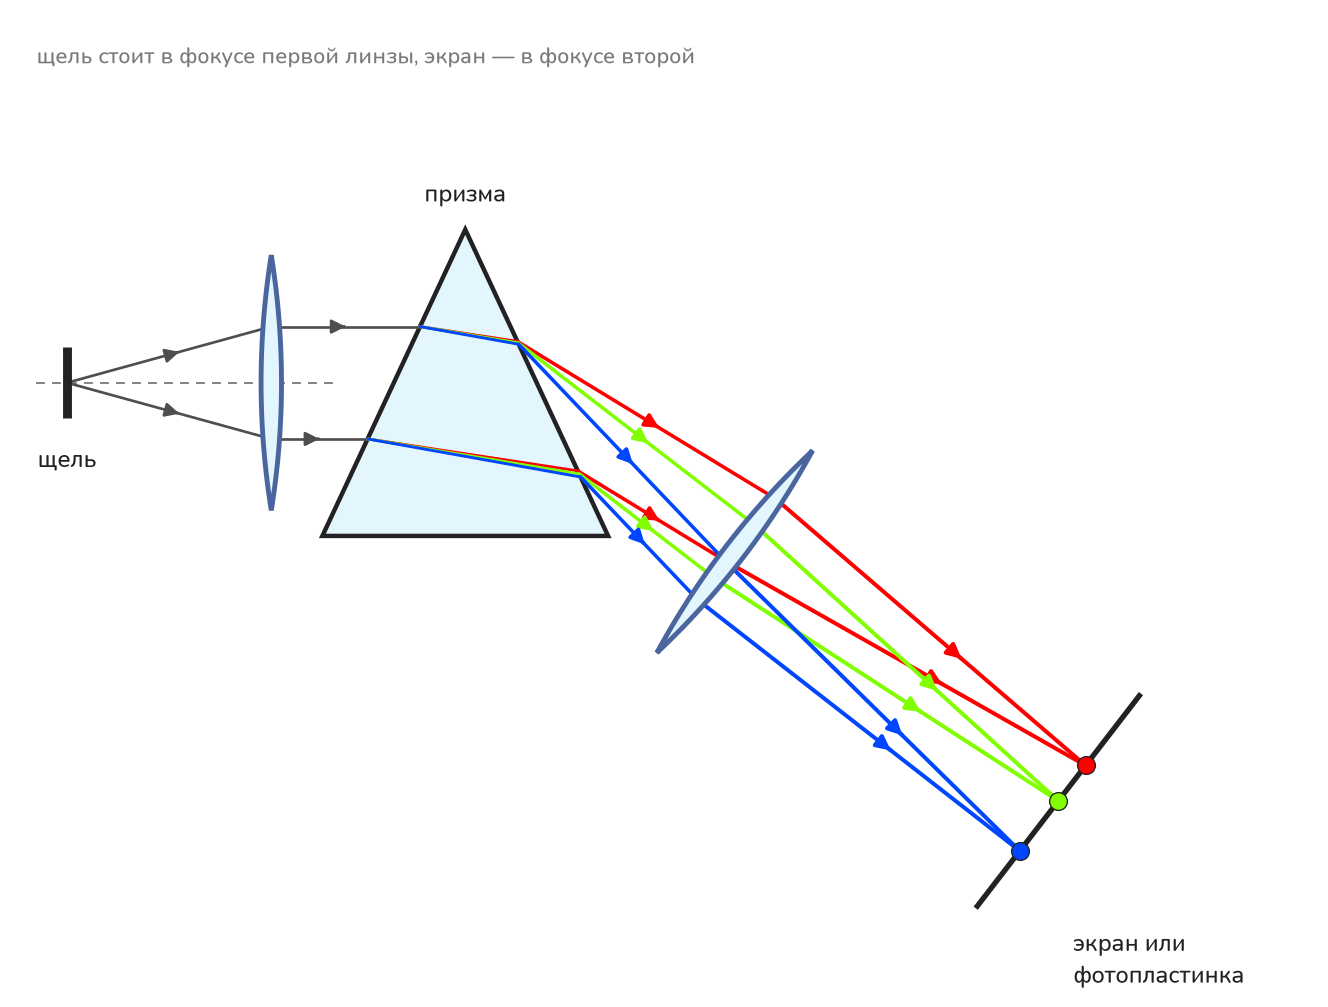 щель стоит в фокусе первой линзы, экран — в фокусе второй
призма
щель
экран или
фотопластинка